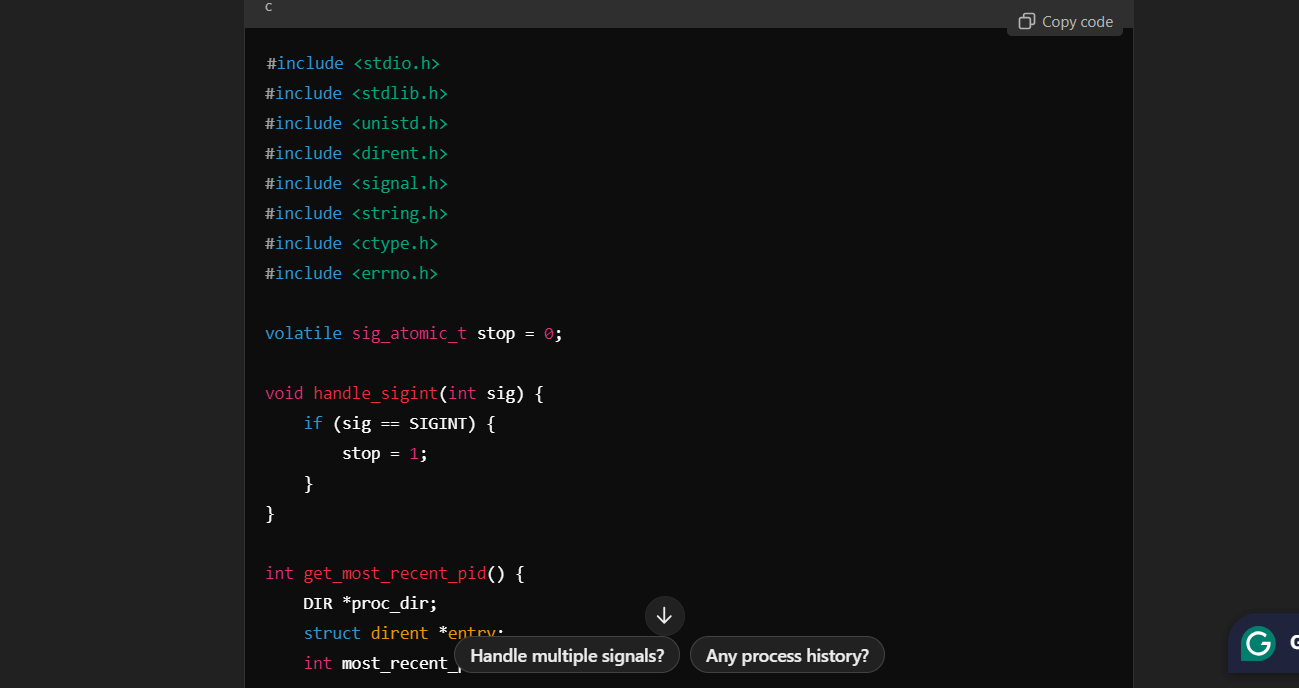 c
Copy code
#include <stdio.h>
#include <stdlib.h>
#include <unistd.h>
#include <dirent.h>
#include <signal.h>
#include <string.h>
#include <ctype.h>
#include <errno.h>
volatile sig_atomic_t stop = 0;
void handle_sigint(int sig) {
if (sig == SIGINT) {
stop = 1;
}
}
int get_most_recent_pid() {
DIR *proc_dir;
struct dirent *entry;
int most_recent_
Handle multiple signals?
Any process history?
G